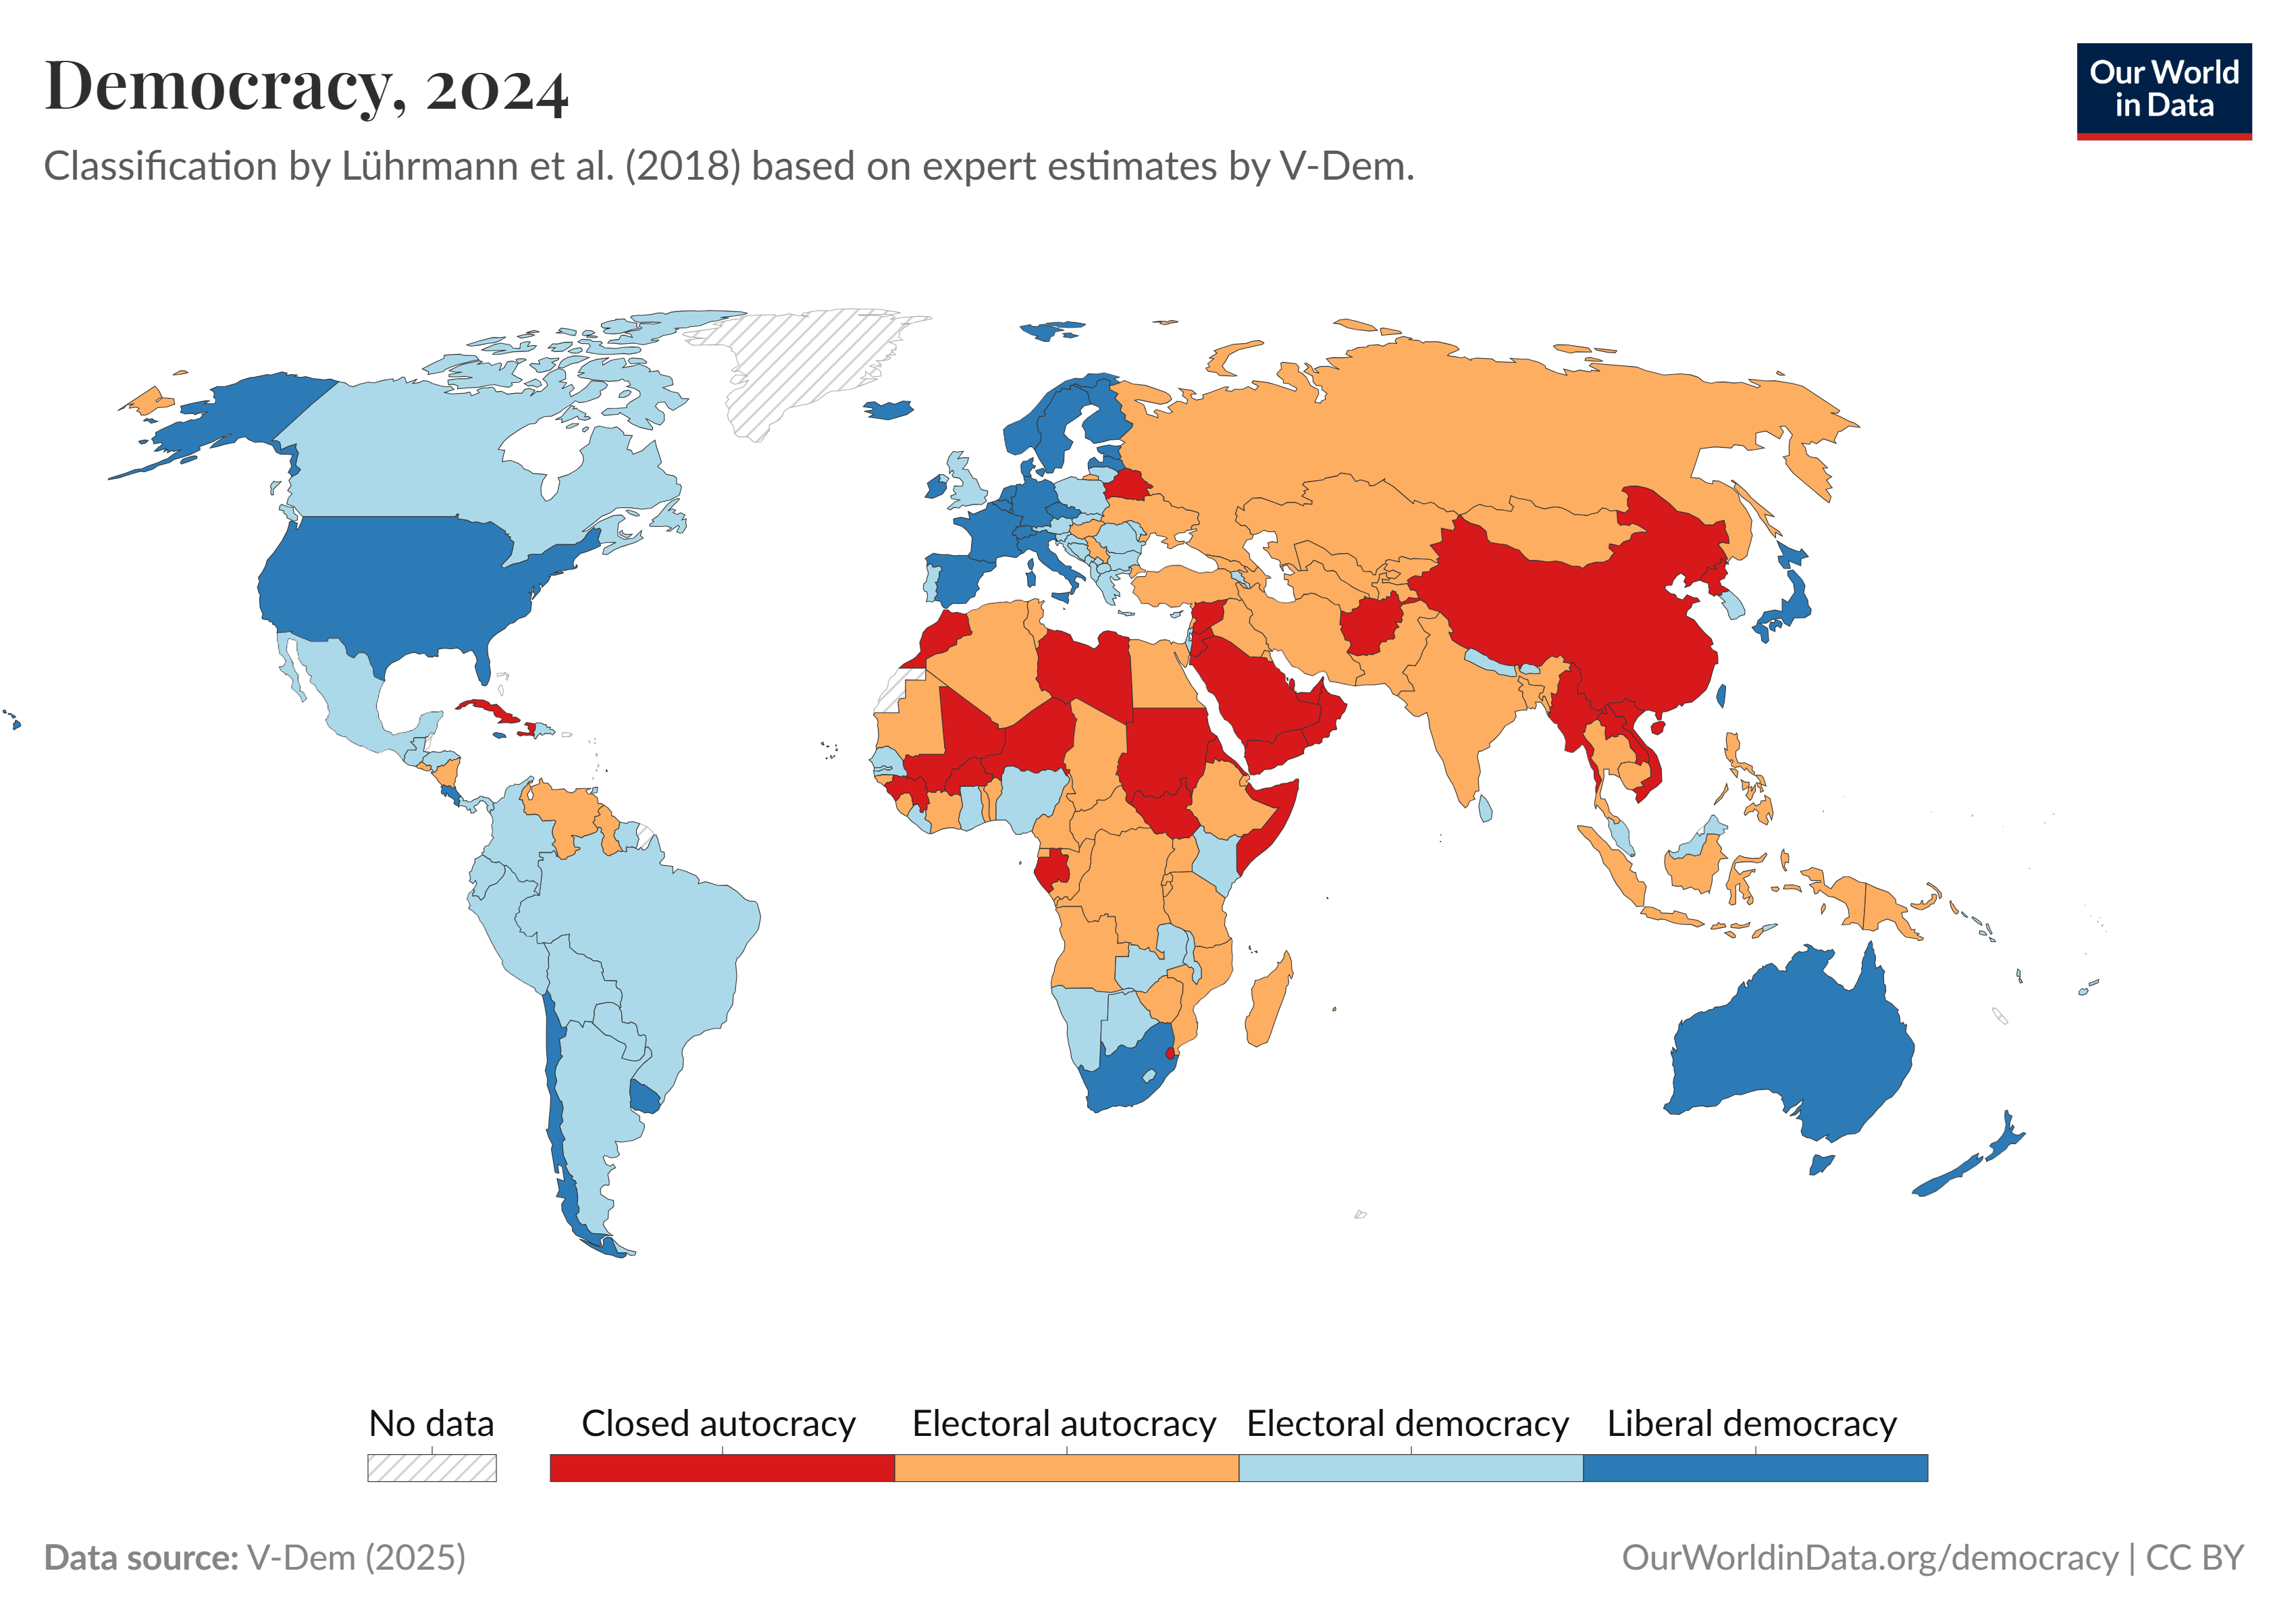 Democracy, 2024
Our World
in Data
Classification by Lührmann et al. (2018) based on expert estimates by V-Dem.
No data
Closed autocracy
Electoral autocracy
Electoral democracy
Liberal democracy
Data source: V-Dem (2025)
OurWorldinData.org/democracy | CC BY